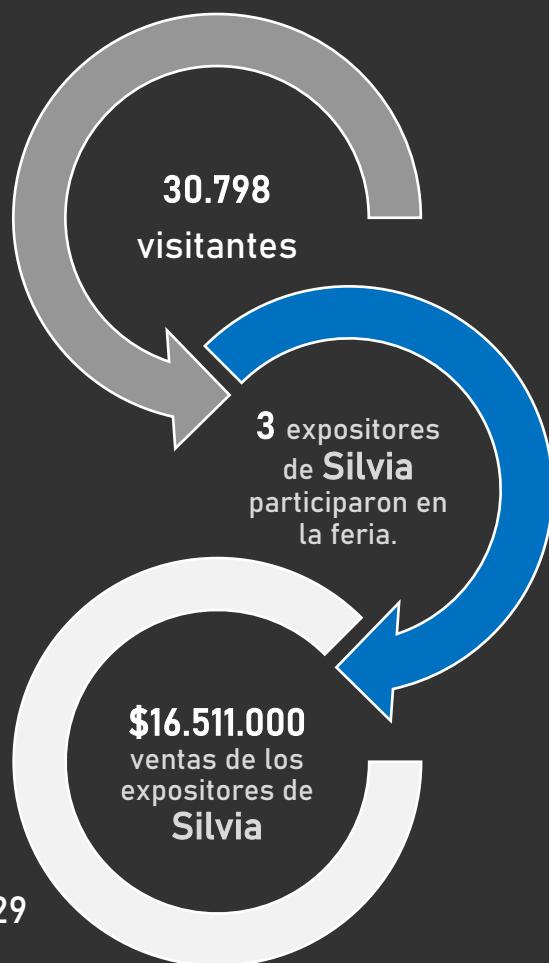 30.798
visitantes
3 expositores
de Silvia
participaron en
la feria.
$16.511.000
ventas de los
expositores de
Silvia
29